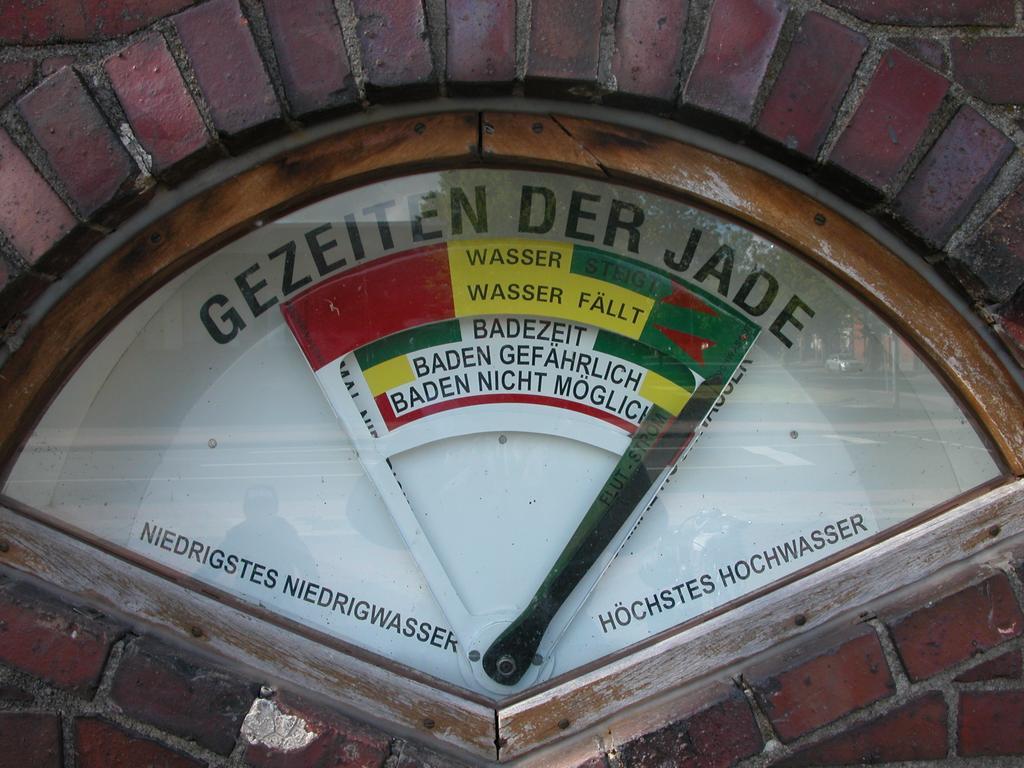 GEZEITEN DER JADE
WASSER STEIGT
WASSER FÄLLT
BADEZEIT
BADEN GEFÄHRLICH
BADEN NICHT MÖGLICH
FLUT-STROM
NIEDRIGSTES NIEDRIGWASSER
HÖCHSTES HOCHWASSER